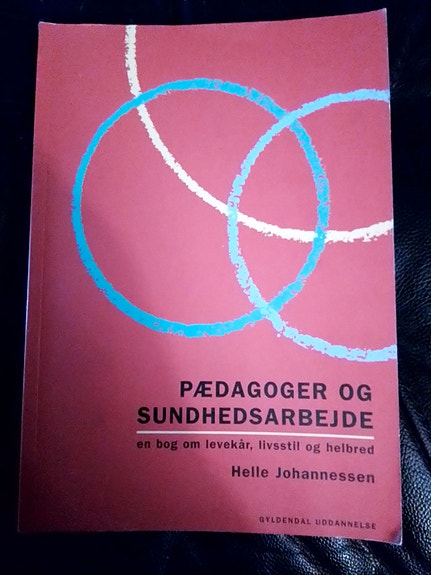 PÆDAGOGER OG
SUNDHEDSARBEJDE
en bog om levekår, livsstil og helbred
Helle Johannessen
GYLDENDAL UDDANNELSE